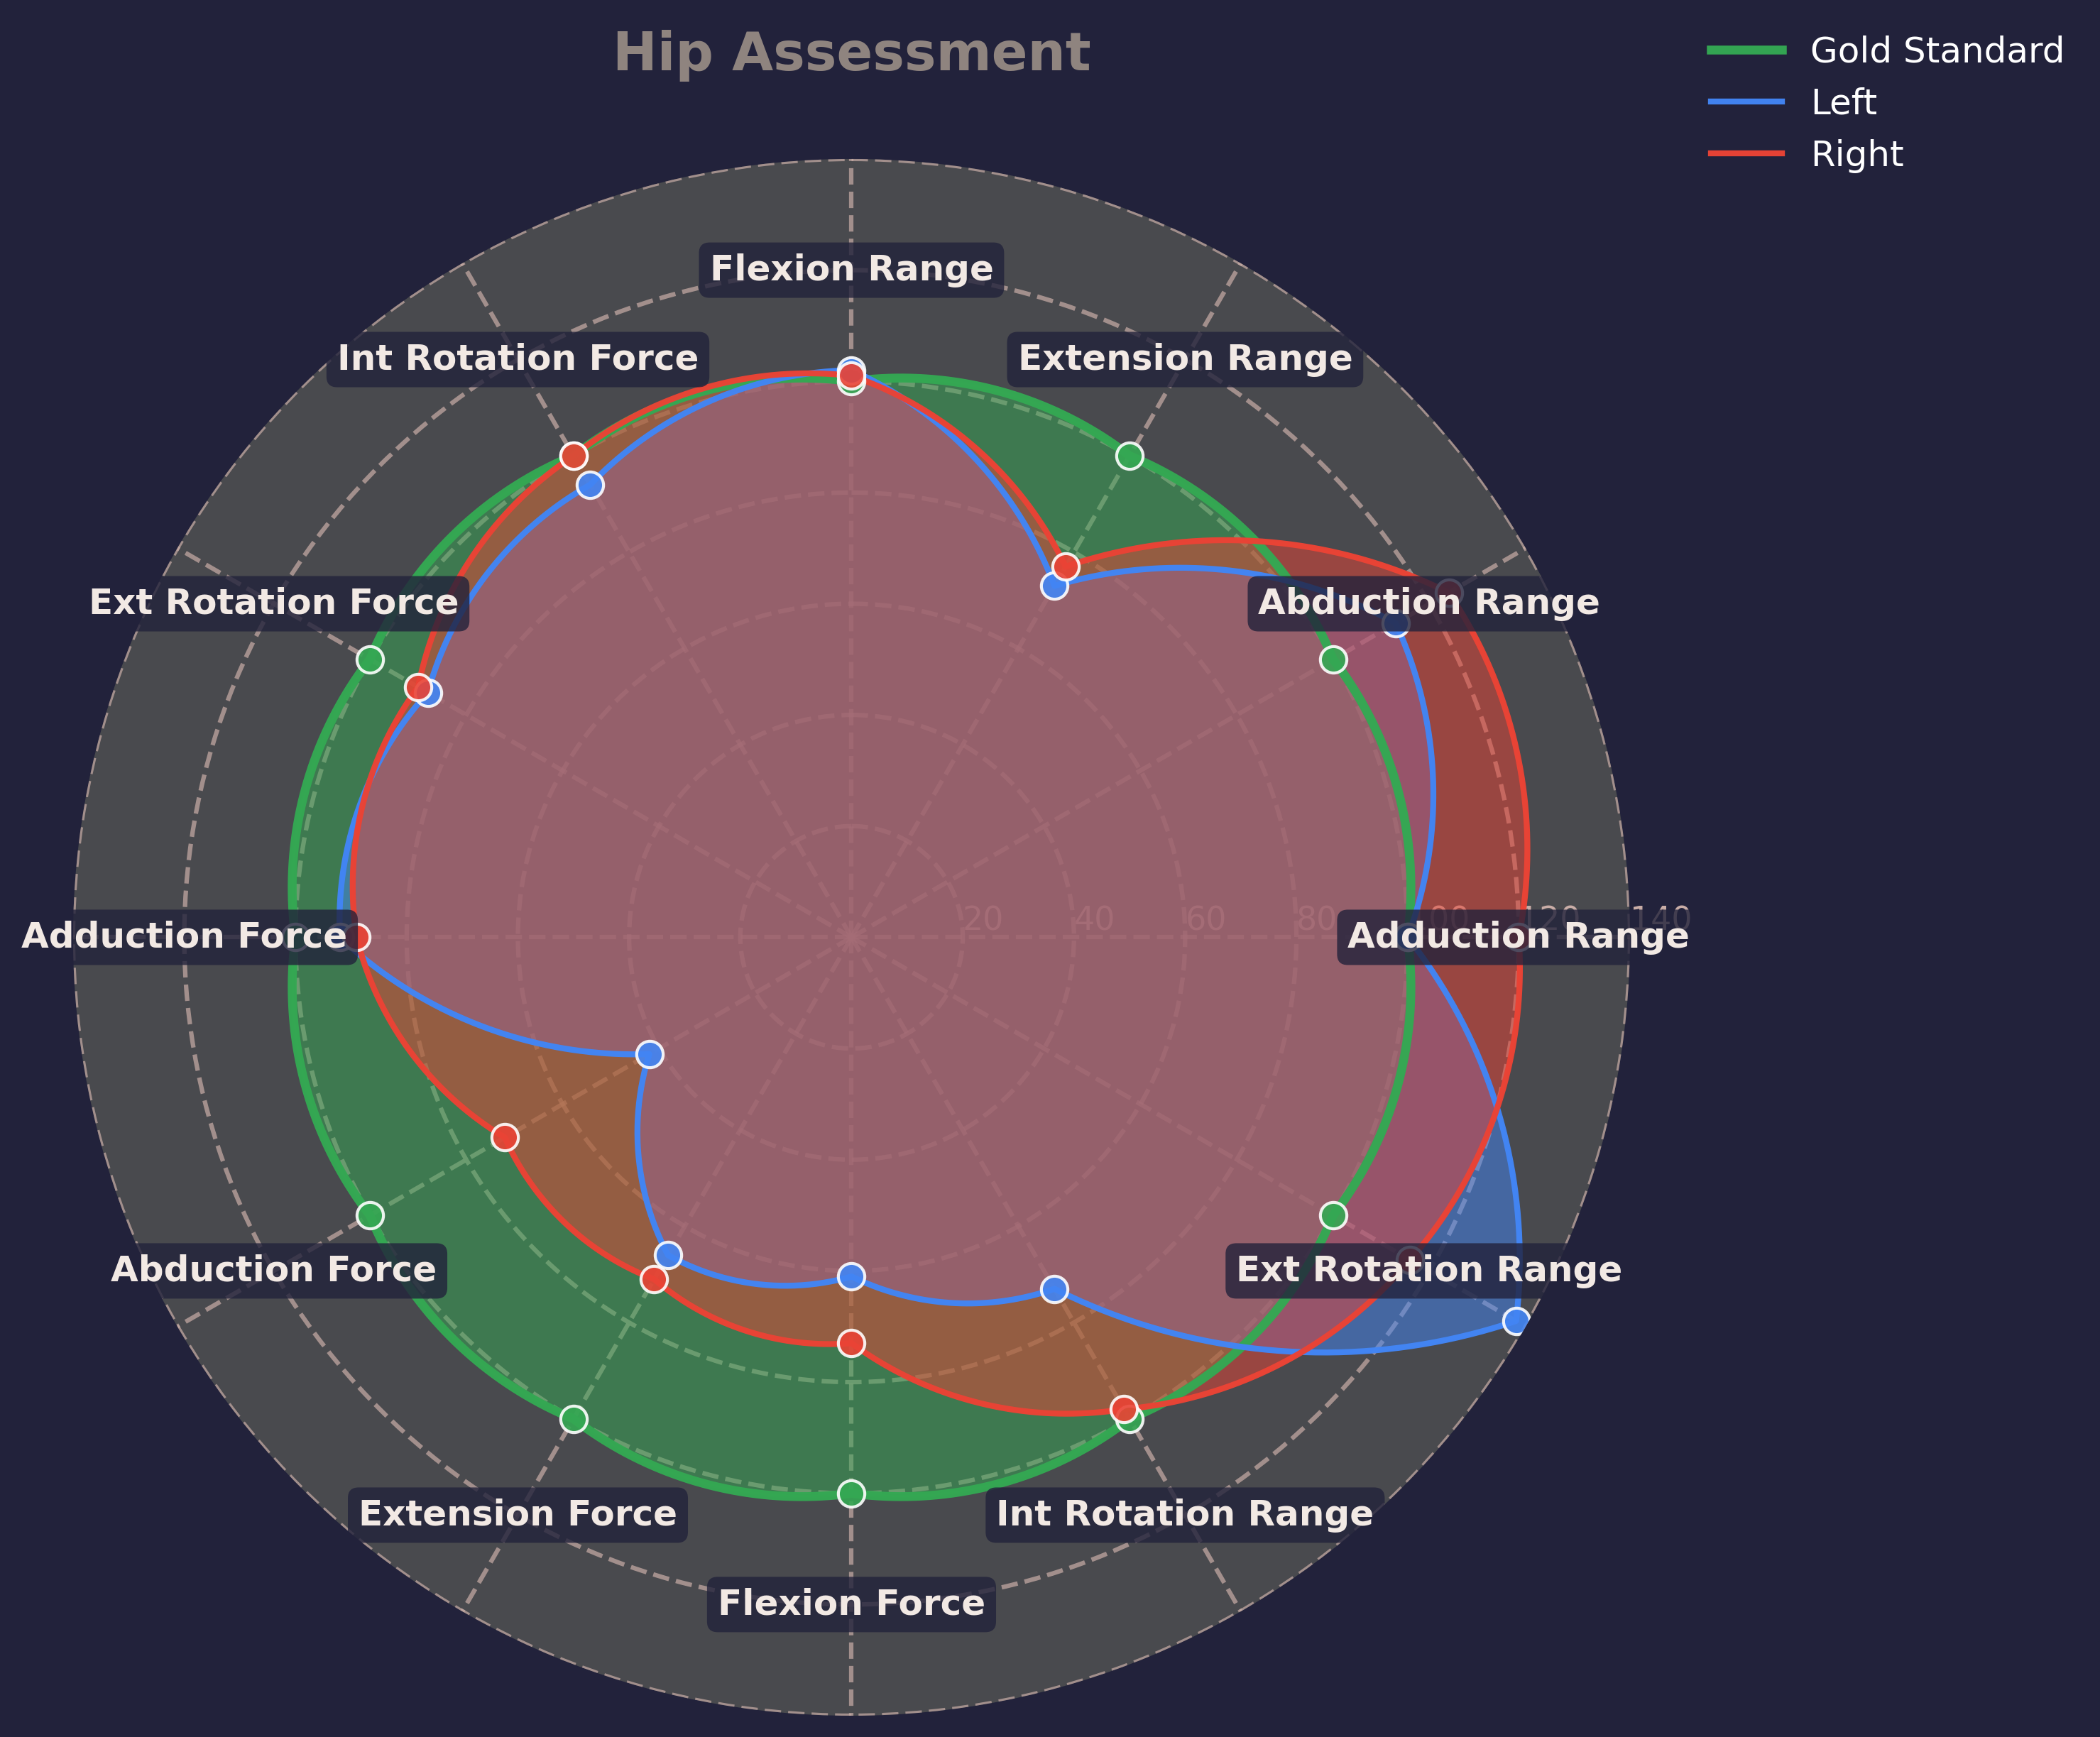 Hip Assessment
Gold Standard
Left
Right
Flexion Range
Int Rotation Force
Extension Range
Ext Rotation Force
Abduction Range
20
40
60
80
120
140
Adduction Force
Adduction Range
Abduction Force
Ext Rotation Range
Extension Force
Int Rotation Range
Flexion Force